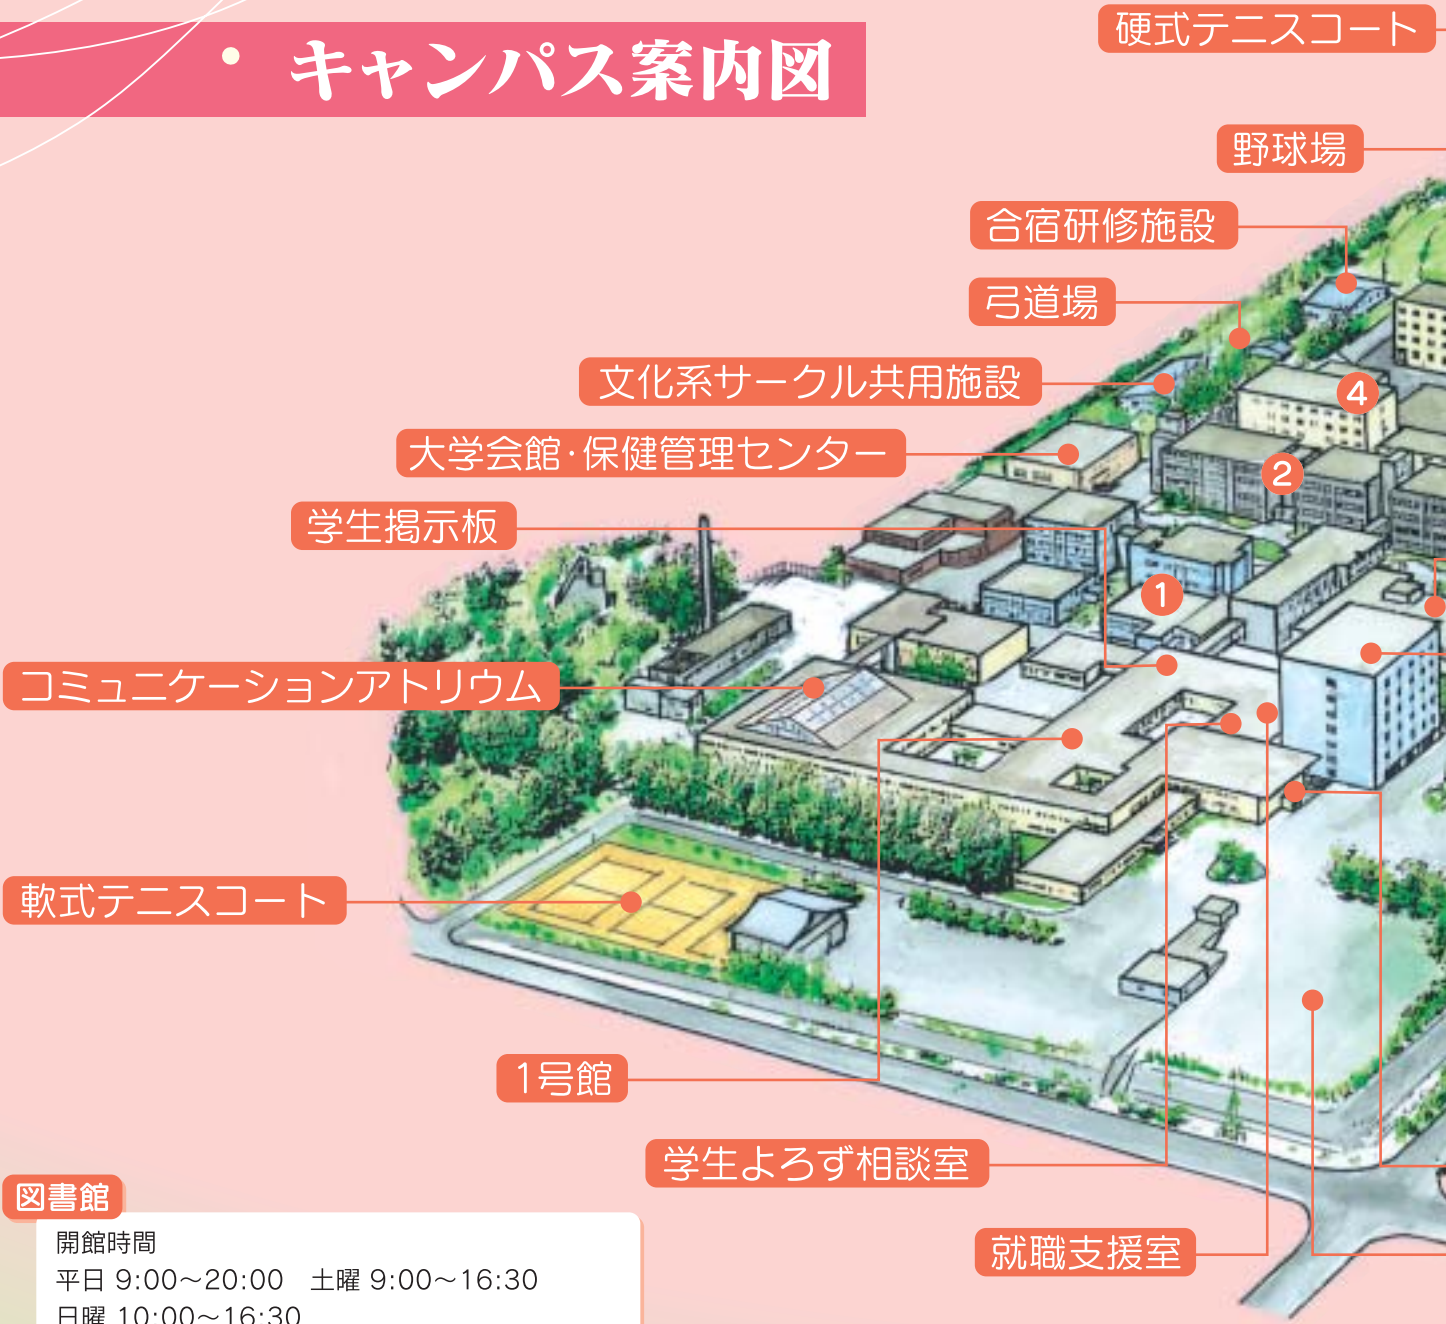 キャンパス案内図
硬式テニスコート
野球場
合宿研修施設
弓道場
文化系サークル共用施設
4
大学会館・保健管理センター
2
学生掲示板
1
コミュニケーションアトリウム
軟式テニスコート
1号館
学生よろず相談室
就職支援室
図書館
開館時間
平日 9:00～20:00　土曜 9:00～16:30
日曜 10:00～16:30